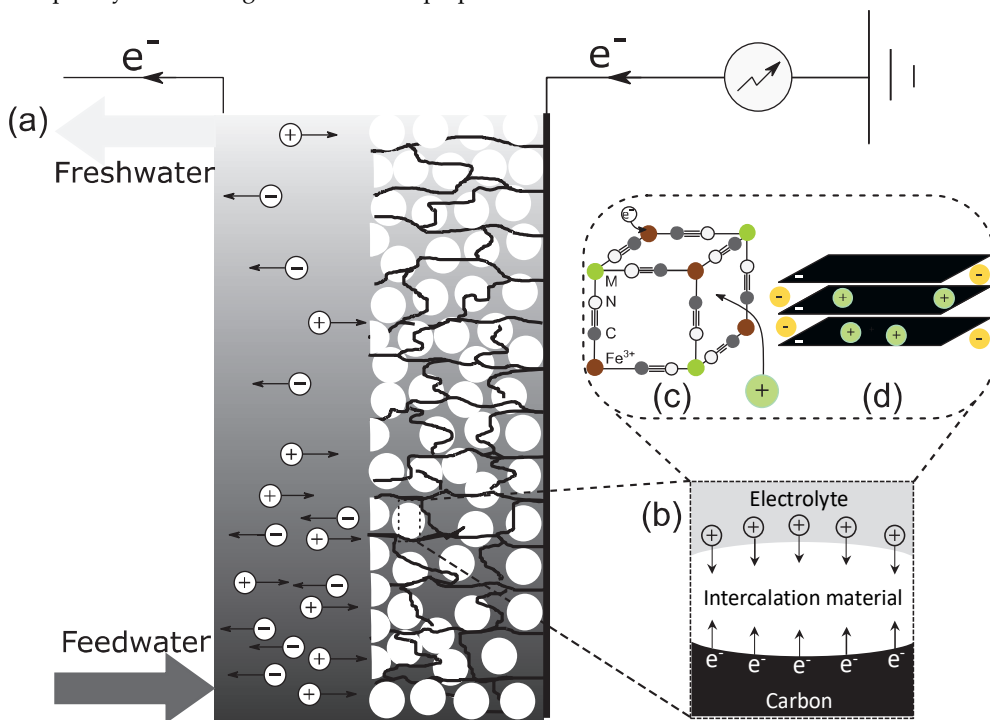 e⁻
e⁻
(a)
Freshwater
e⁻
M
N
C
Fe³⁺
(c)
(d)
(b)
Electrolyte
Intercalation material
e⁻ e⁻ e⁻ e⁻ e⁻
Carbon
Feedwater